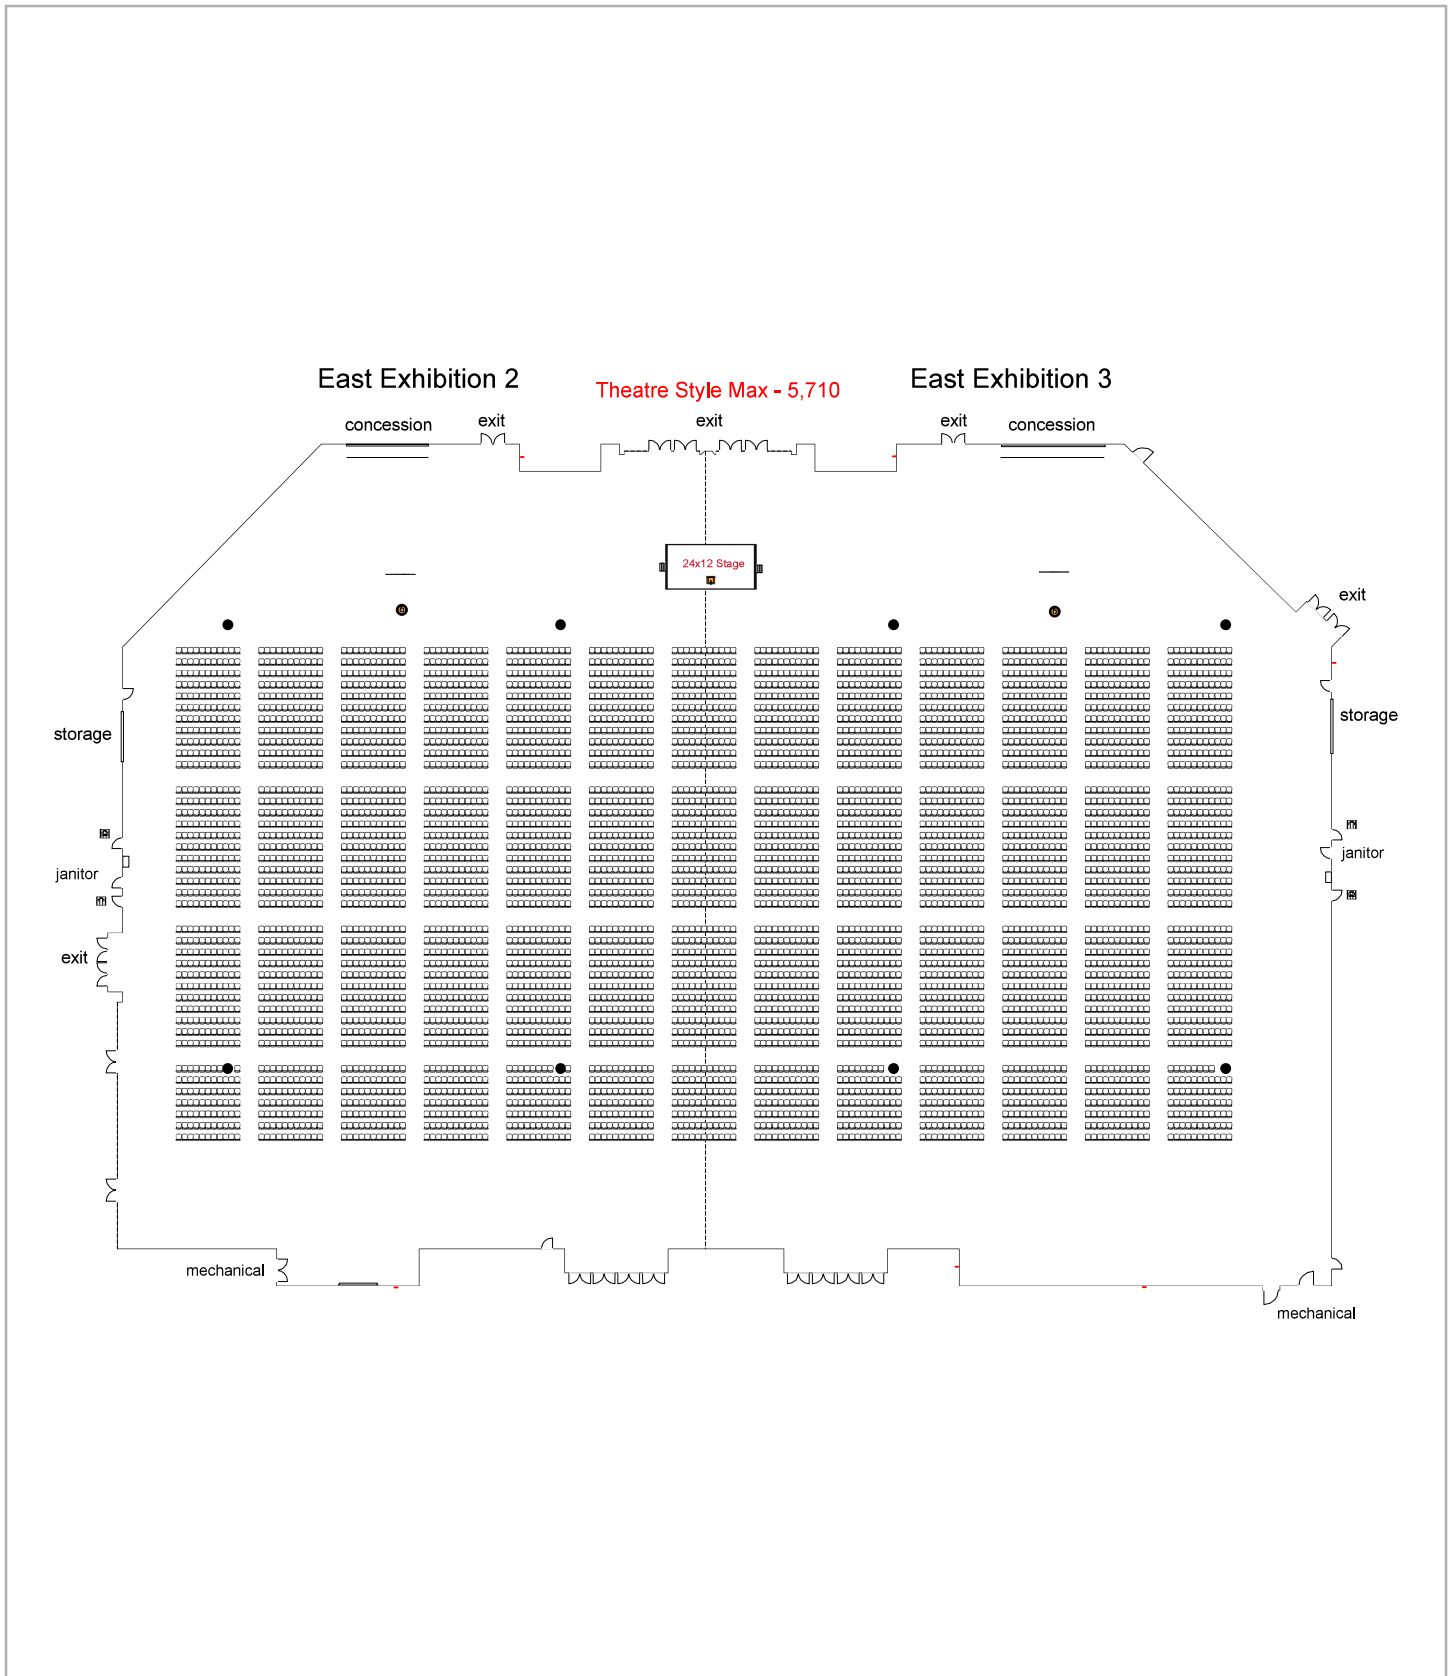 East Exhibition 2
Theatre Style Max - 5,710
East Exhibition 3
concession
exit
exit
exit
concession
24x12 Stage
exit
storage
storage
janitor
janitor
exit
mechanical
mechanical